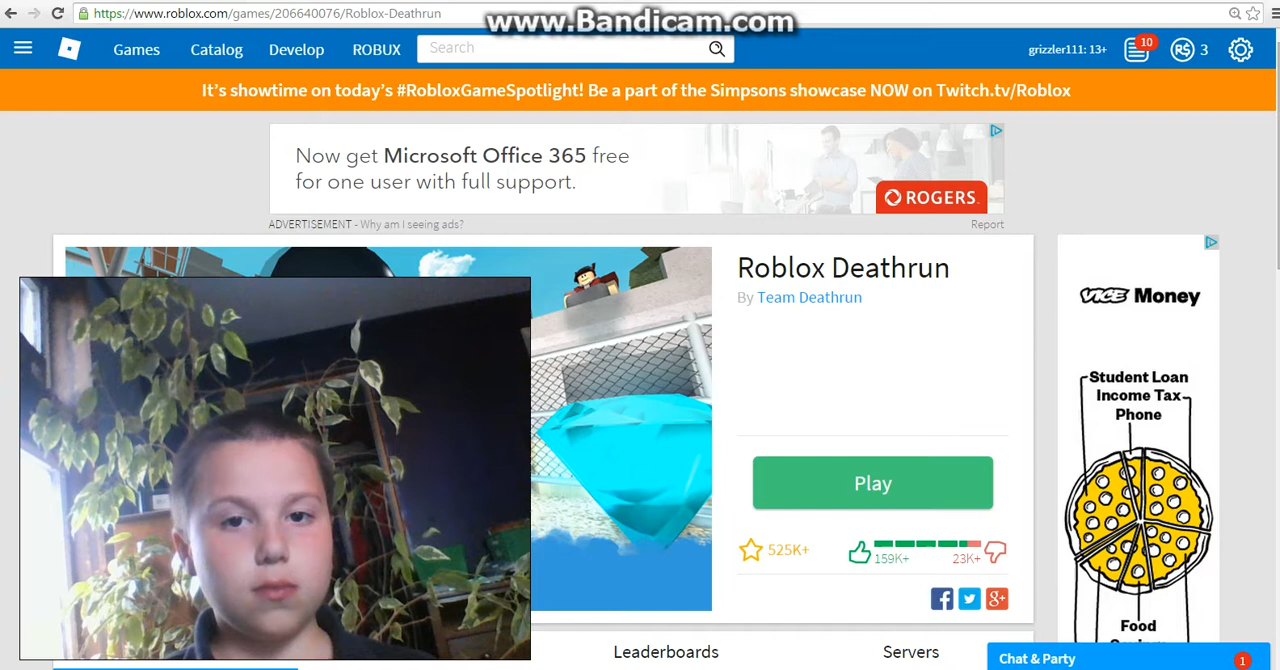 https://www.roblox.com/games/206640076/Roblox-Deathrun
www.Bandicam.com
Games
Catalog
Develop
ROBUX
Search
grizzler111: 13+
10
R$ 3
It's showtime on today's #RobloxGameSpotlight! Be a part of the Simpsons showcase NOW on Twitch.tv/Roblox
Now get Microsoft Office 365 free
for one user with full support.
ROGERS™
ADVERTISEMENT - Why am I seeing ads?
Report
Roblox Deathrun
By Team Deathrun
VICE Money
Student Loan
Income Tax
Phone
Play
525K+
159K+
23K+
Food
Leaderboards
Servers
Chat & Party
1